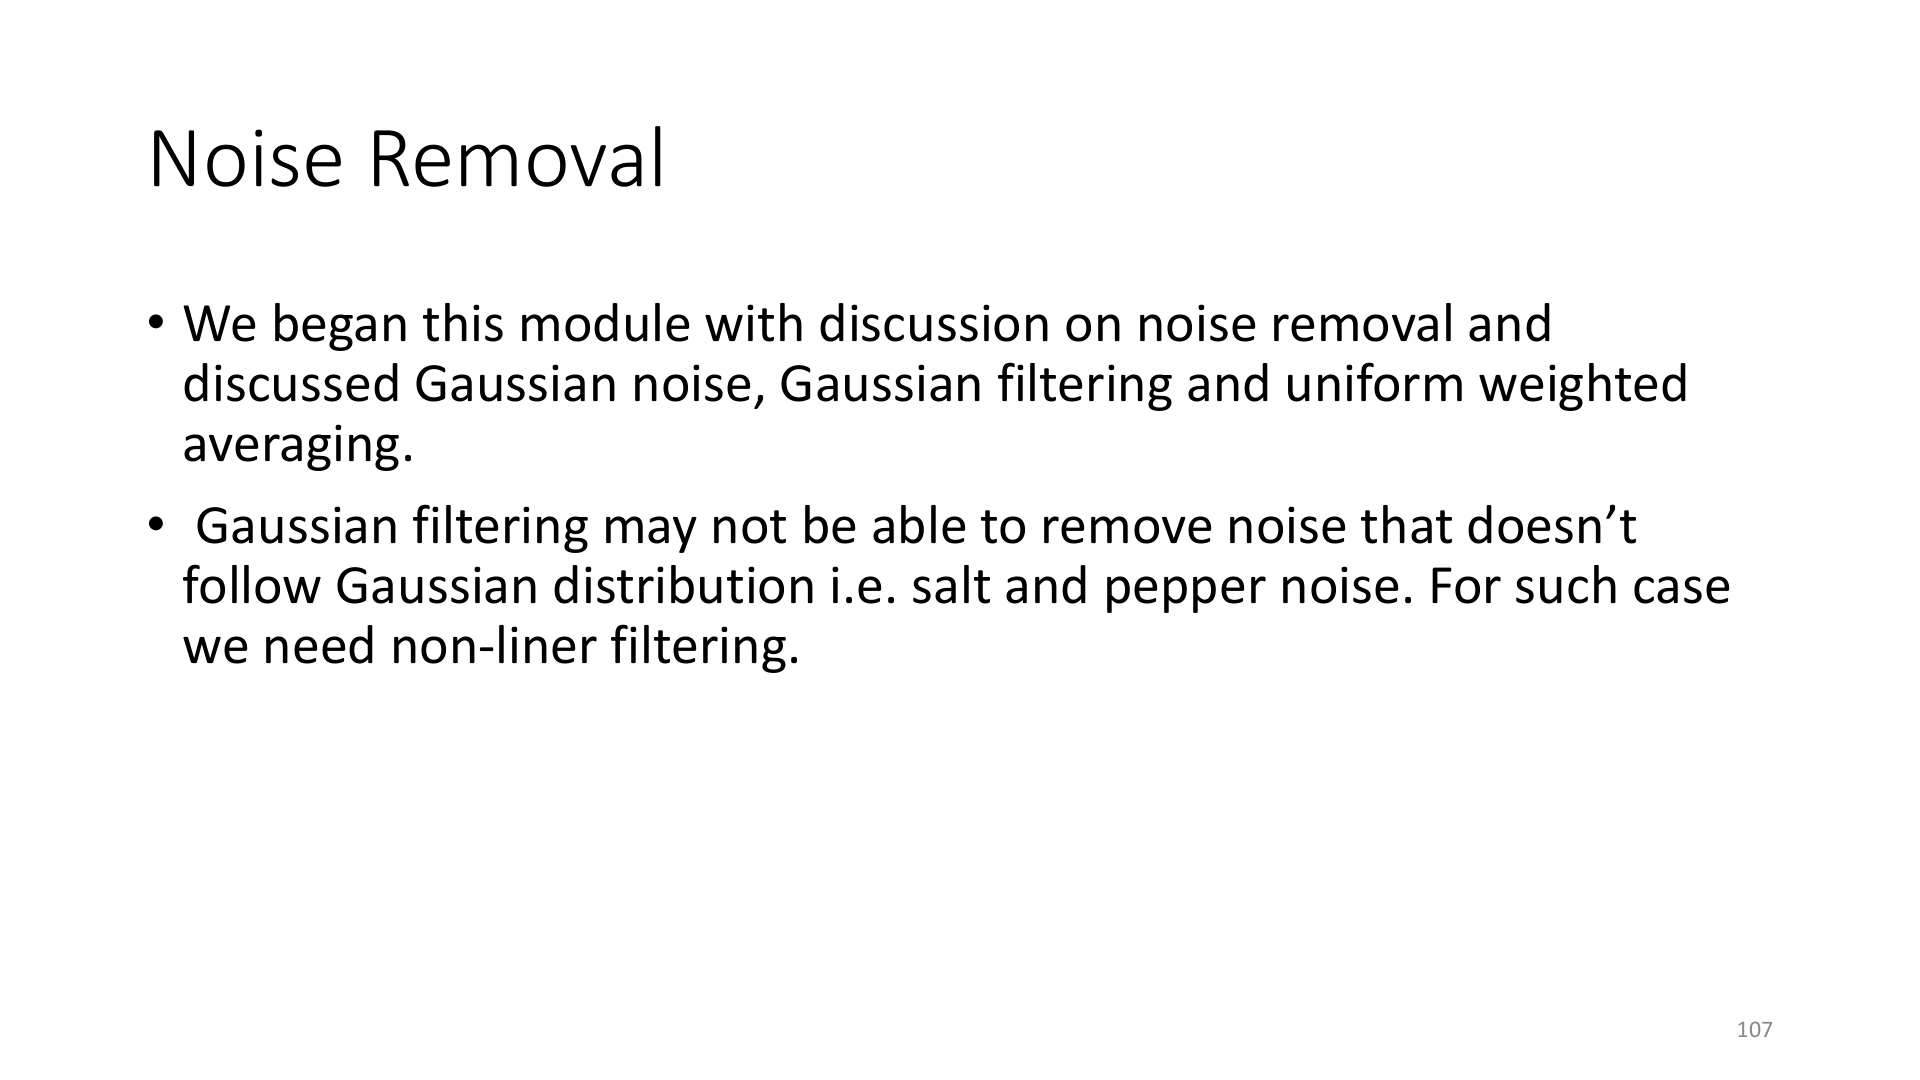 Noise Removal
• We began this module with discussion on noise removal and
discussed Gaussian noise, Gaussian filtering and uniform weighted
averaging.
• Gaussian filtering may not be able to remove noise that doesn’t
follow Gaussian distribution i.e. salt and pepper noise. For such case
we need non-liner filtering.
107